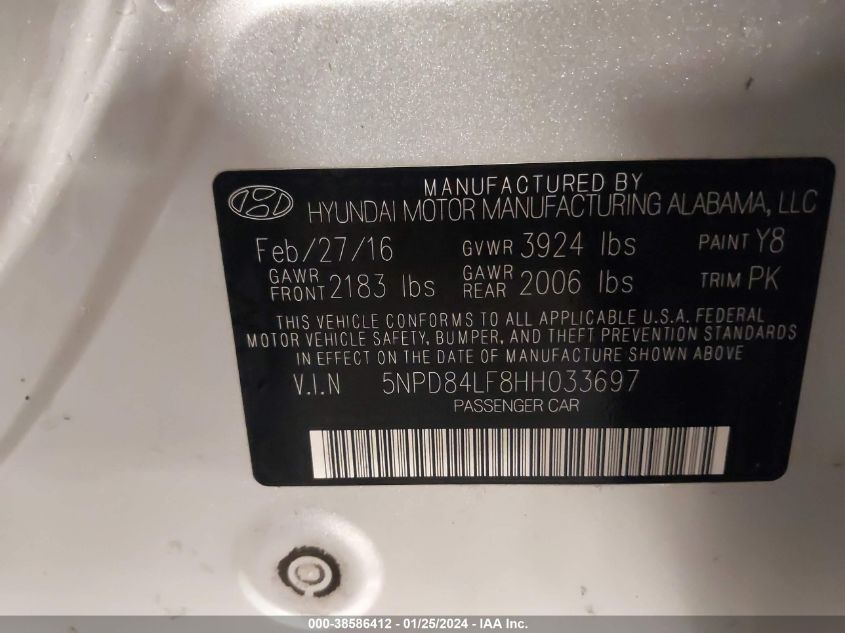 MANUFACTURED BY
HYUNDAI MOTOR MANUFACTURING ALABAMA, LLC
Feb/27/16 GVWR 3924 lbs PAINT Y8
GAWR FRONT 2183 lbs GAWR REAR 2006 lbs TRIM PK
THIS VEHICLE CONFORMS TO ALL APPLICABLE U.S.A. FEDERAL
MOTOR VEHICLE SAFETY, BUMPER, AND THEFT PREVENTION STANDARDS
IN EFFECT ON THE DATE OF MANUFACTURE SHOWN ABOVE
V.I.N 5NPD84LF8HH033697
PASSENGER CAR
000-38586412 - 01/25/2024 - IAA Inc.